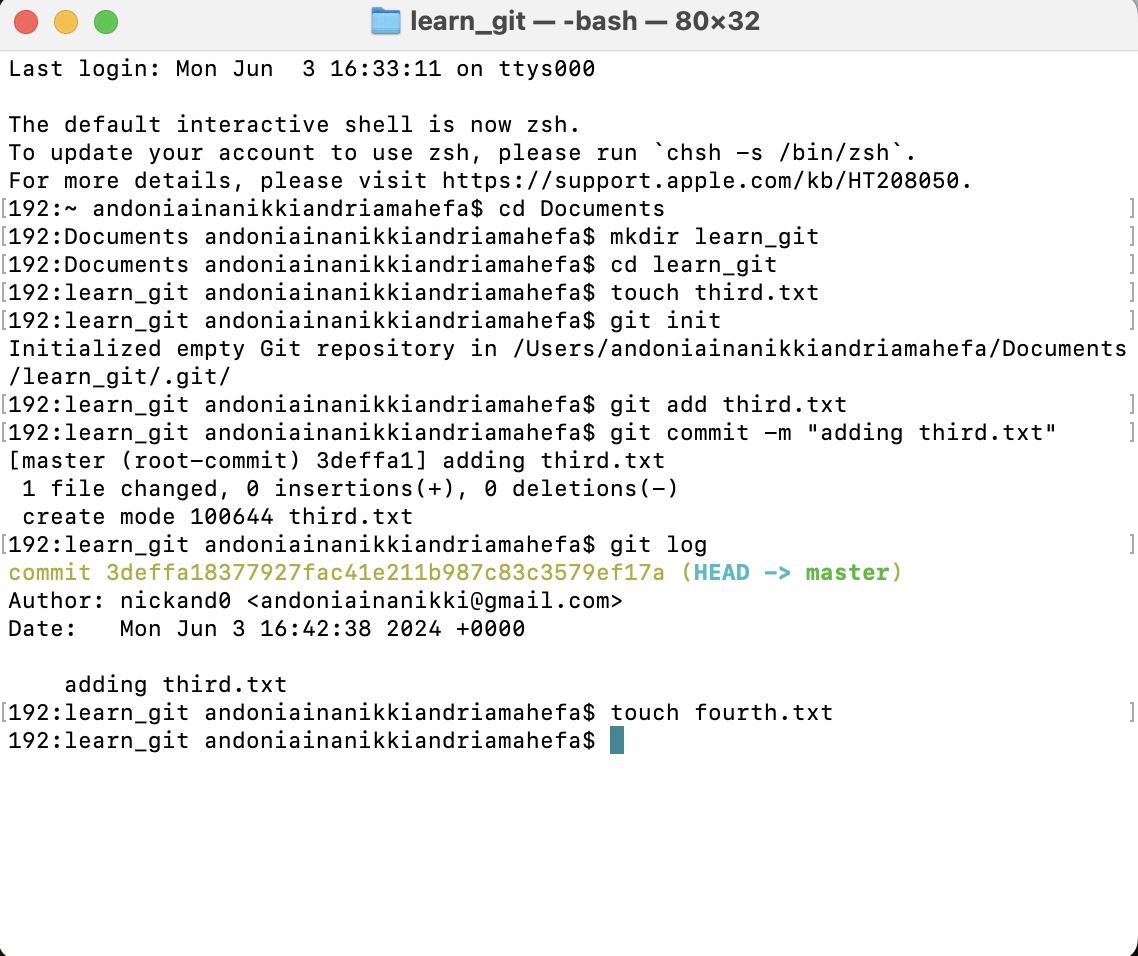 learn_git — -bash — 80×32
Last login: Mon Jun  3 16:33:11 on ttys000
The default interactive shell is now zsh.
To update your account to use zsh, please run `chsh -s /bin/zsh`.
For more details, please visit https://support.apple.com/kb/HT208050.
[192:~ andoniainanikkiandriamahefa$ cd Documents ]
[192:Documents andoniainanikkiandriamahefa$ mkdir learn_git ]
[192:Documents andoniainanikkiandriamahefa$ cd learn_git ]
[192:learn_git andoniainanikkiandriamahefa$ touch third.txt ]
[192:learn_git andoniainanikkiandriamahefa$ git init ]
Initialized empty Git repository in /Users/andoniainanikkiandriamahefa/Documents
/learn_git/.git/
[192:learn_git andoniainanikkiandriamahefa$ git add third.txt ]
[192:learn_git andoniainanikkiandriamahefa$ git commit -m "adding third.txt" ]
[master (root-commit) 3deffa1] adding third.txt
 1 file changed, 0 insertions(+), 0 deletions(-)
 create mode 100644 third.txt
[192:learn_git andoniainanikkiandriamahefa$ git log ]
commit 3deffa18377927fac41e211b987c83c3579ef17a (HEAD -> master)
Author: nickand0 <andoniainanikki@gmail.com>
Date:   Mon Jun 3 16:42:38 2024 +0000
    adding third.txt
[192:learn_git andoniainanikkiandriamahefa$ touch fourth.txt ]
192:learn_git andoniainanikkiandriamahefa$